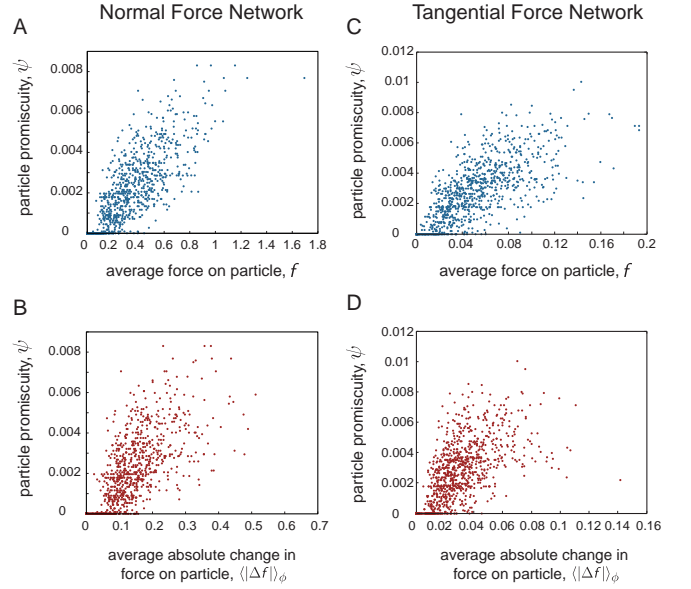 Normal Force Network
Tangential Force Network
A
0.008
0.006
0.004
0.002
0
particle promiscuity, ψ
0 0.2 0.4 0.6 0.8 1 1.2 1.4 1.6 1.8
average force on particle, f
C
0.012
0.01
0.008
0.006
0.004
0.002
0
particle promiscuity, ψ
0 0.04 0.08 0.12 0.16 0.2
average force on particle, f
B
0.008
0.006
0.004
0.002
0
particle promiscuity, ψ
0 0.1 0.2 0.3 0.4 0.5 0.6 0.7
average absolute change in
force on particle, ⟨|Δf|⟩ϕ
D
0.012
0.01
0.008
0.006
0.004
0.002
0
particle promiscuity, ψ
0 0.02 0.04 0.06 0.08 0.1 0.12 0.14 0.16
average absolute change in
force on particle, ⟨|Δf|⟩ϕ